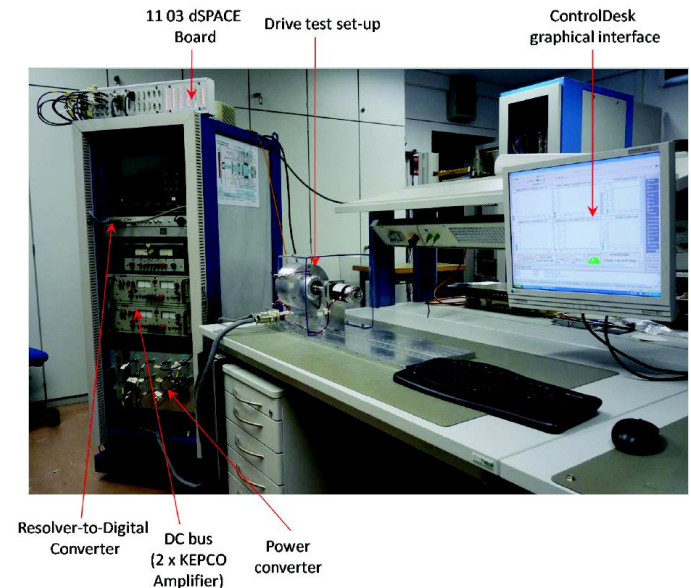 11 03 dSPACE
Board
Drive test set-up
ControlDesk
graphical interface
Resolver-to-Digital
Converter
DC bus
(2 x KEPCO
Amplifier)
Power
converter